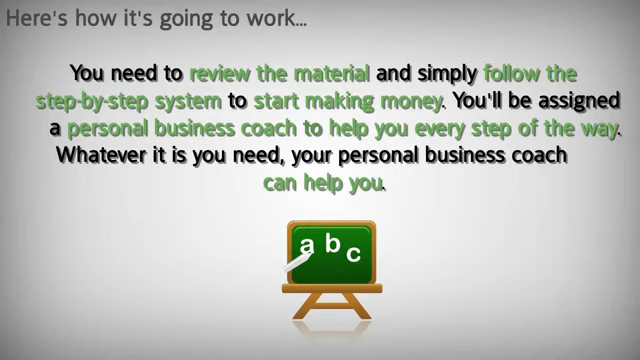 Here's how it's going to work...
You need to review the material and simply follow the
step-by-step system to start making money. You'll be assigned
a personal business coach to help you every step of the way.
Whatever it is you need, your personal business coach
can help you.
a b c